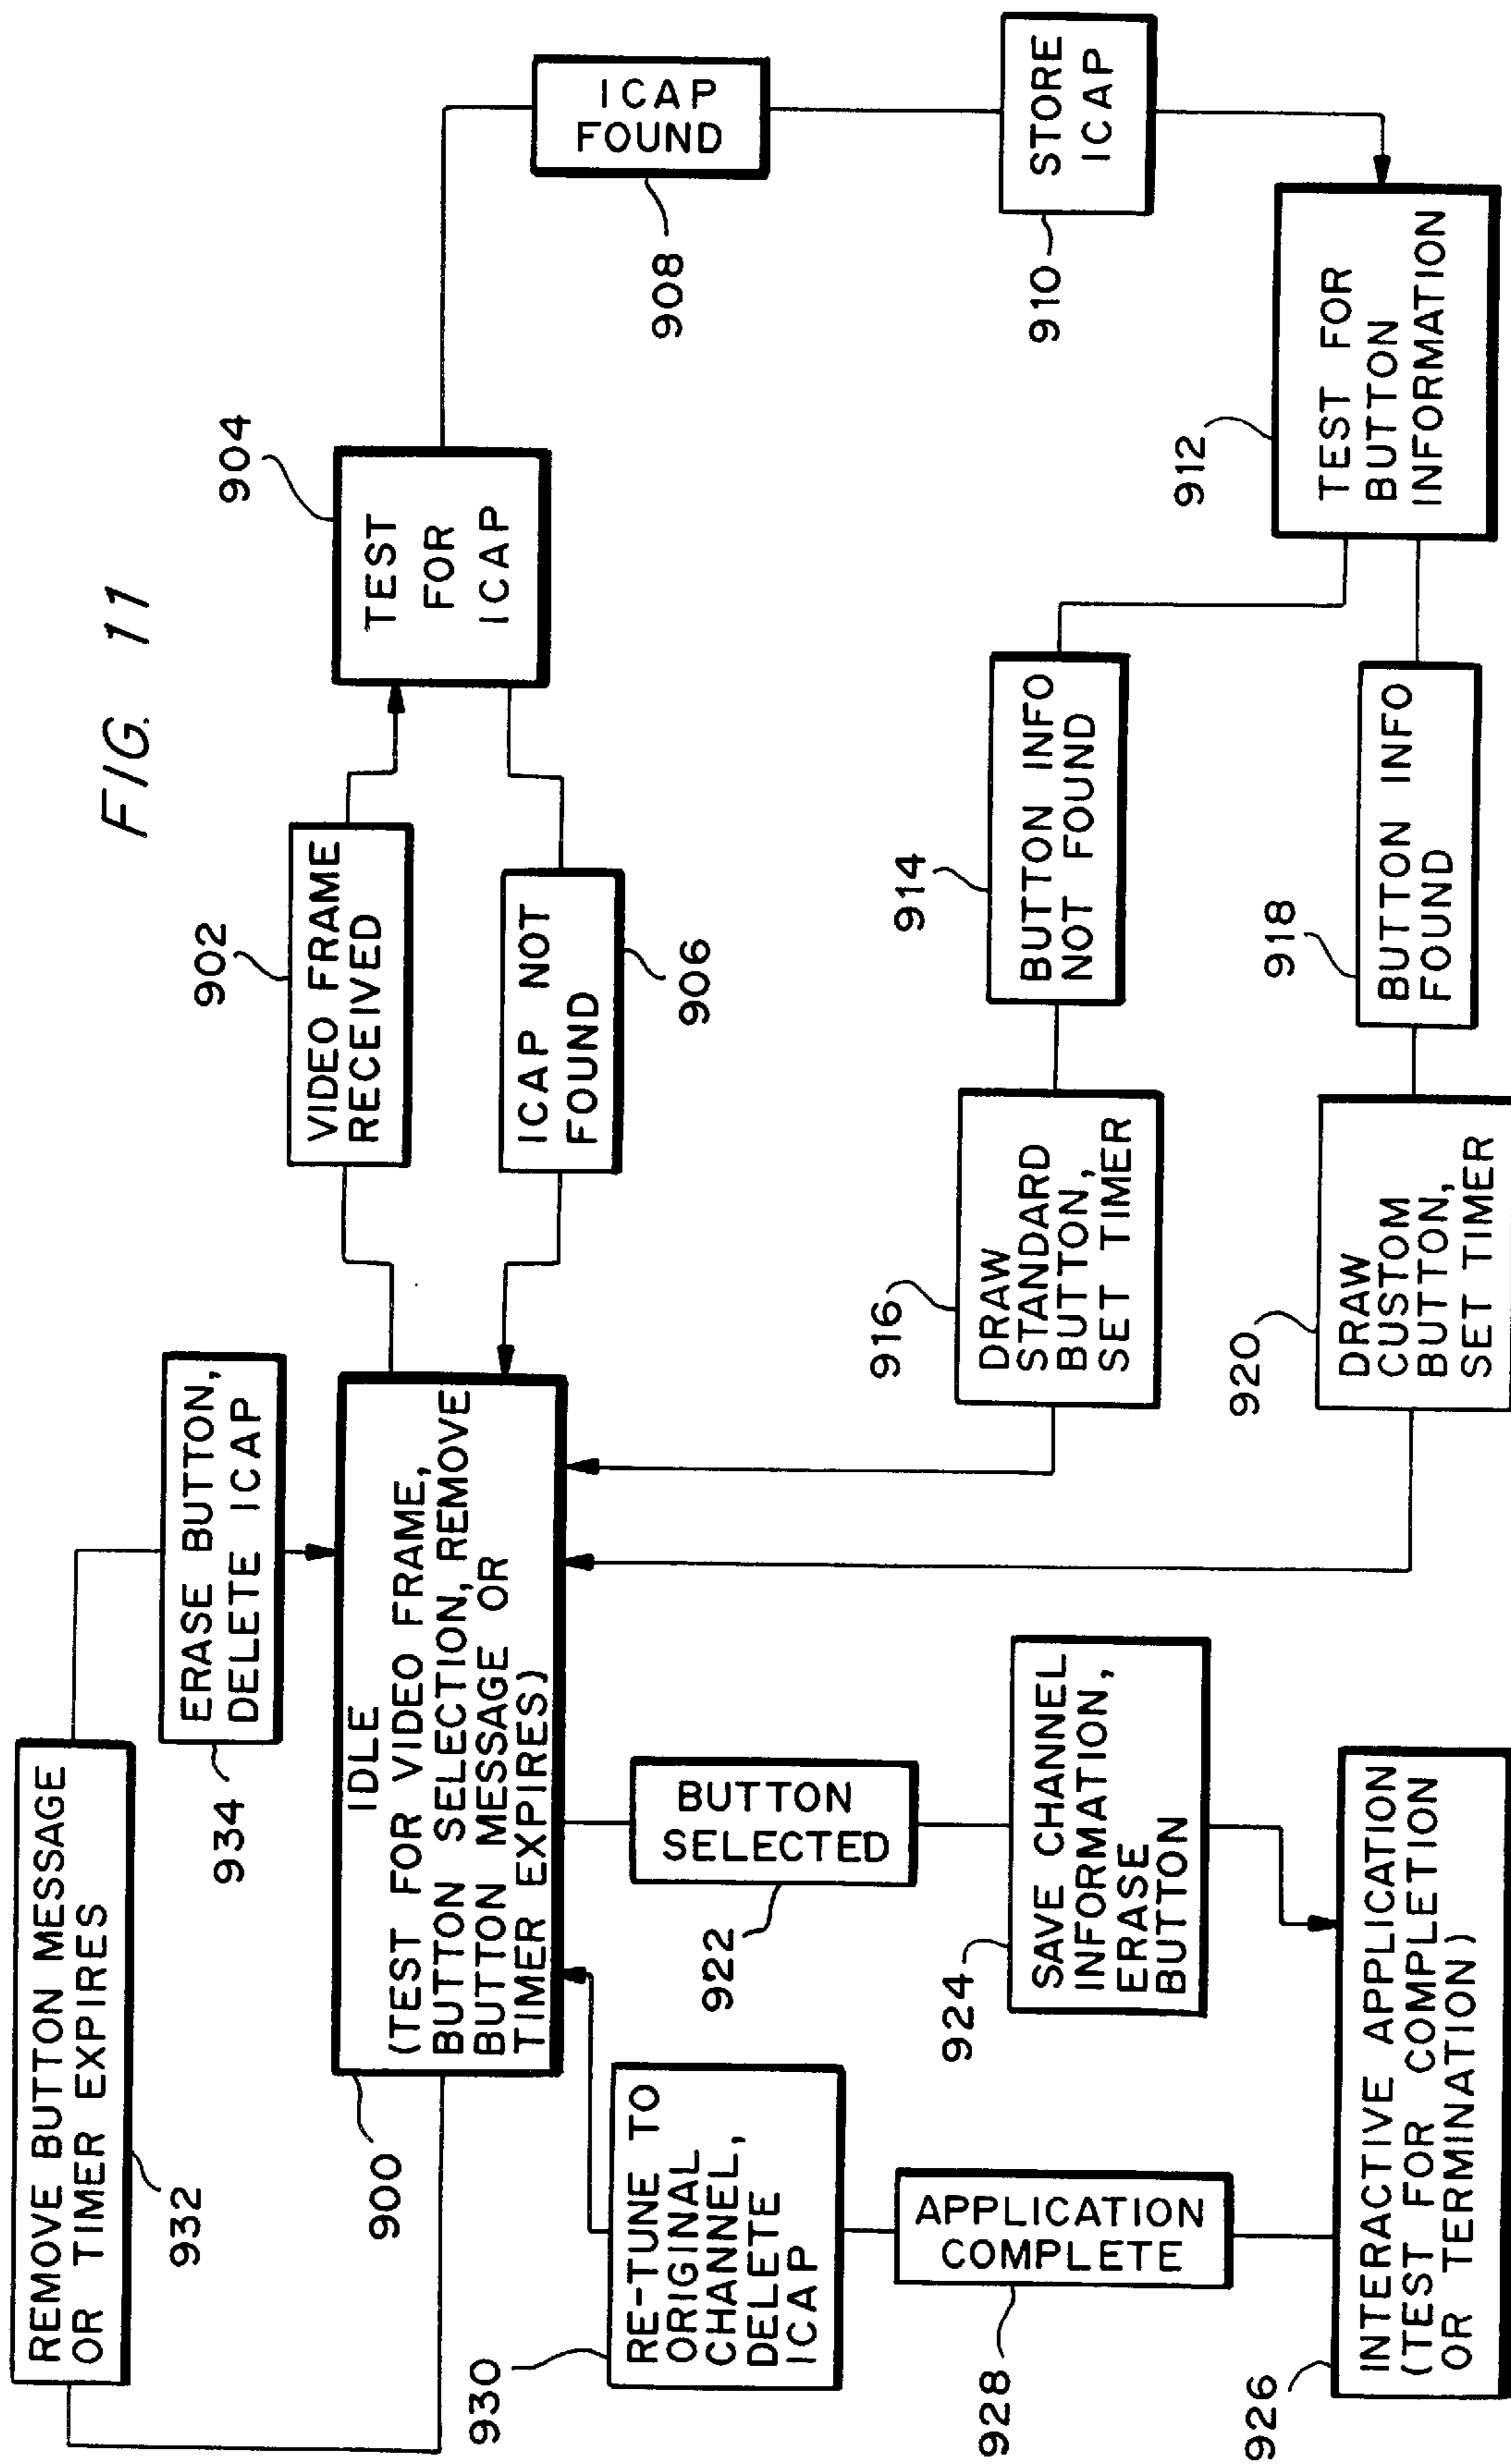 FIG. 11
REMOVE BUTTON MESSAGE
OR TIMER EXPIRES
932
ERASE BUTTON,
DELETE ICAP
934
IDLE
(TEST FOR VIDEO FRAME,
BUTTON SELECTION, REMOVE
BUTTON MESSAGE OR
TIMER EXPIRES)
900
VIDEO FRAME
RECEIVED
902
TEST
FOR
ICAP
904
ICAP NOT
FOUND
906
ICAP
FOUND
908
STORE
ICAP
910
TEST FOR
BUTTON
INFORMATION
912
BUTTON INFO
NOT FOUND
914
DRAW
STANDARD
BUTTON,
SET TIMER
916
BUTTON INFO
FOUND
918
DRAW
CUSTOM
BUTTON,
SET TIMER
920
BUTTON
SELECTED
922
SAVE CHANNEL
INFORMATION,
ERASE
BUTTON
924
INTERACTIVE APPLICATION
(TEST FOR COMPLETION
OR TERMINATION)
926
APPLICATION
COMPLETE
928
RE-TUNE TO
ORIGINAL
CHANNEL,
DELETE
ICAP
930